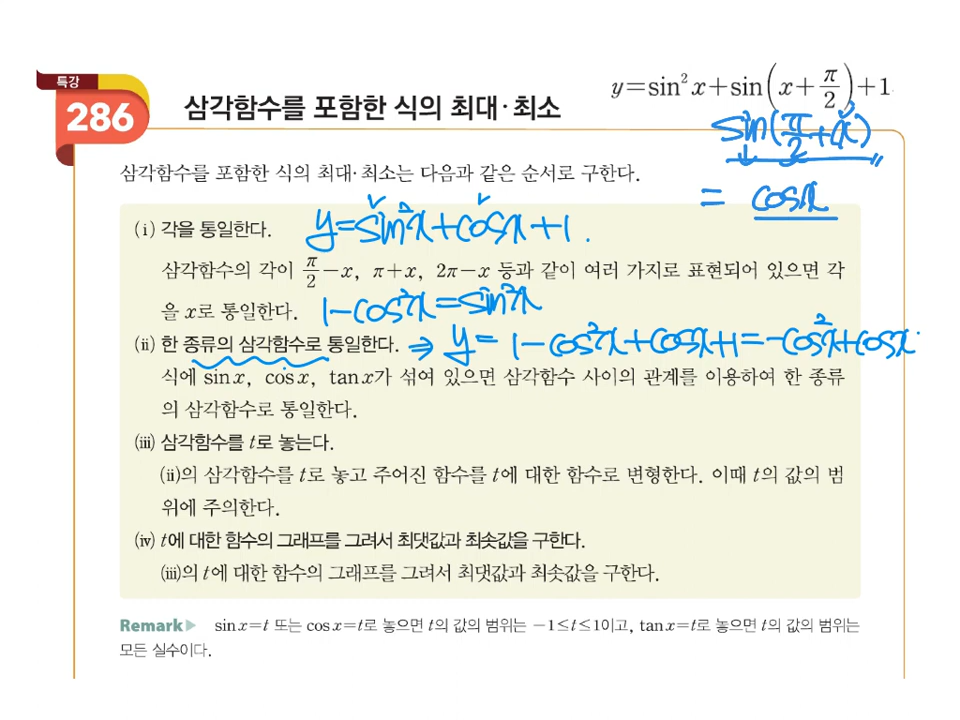 특강
286
삼각함수를 포함한 식의 최대·최소
y=sin²x+sin(x+π/2)+1
sin(π/2+x)
= cosx
삼각함수를 포함한 식의 최대·최소는 다음과 같은 순서로 구한다.
(ⅰ) 각을 통일한다.
y=sin²x+cosx+1.
삼각함수의 각이 π/2−x, π+x, 2π−x 등과 같이 여러 가지로 표현되어 있으면 각
을 x로 통일한다.
1−cos²x=sin²x
(ⅱ) 한 종류의 삼각함수로 통일한다.
⇒ y= 1−cos²x+cosx+1=−cos²x+cosx
식에 sinx, cosx, tanx가 섞여 있으면 삼각함수 사이의 관계를 이용하여 한 종류
의 삼각함수로 통일한다.
(ⅲ) 삼각함수를 t로 놓는다.
(ⅱ)의 삼각함수를 t로 놓고 주어진 함수를 t에 대한 함수로 변형한다. 이때 t의 값의 범
위에 주의한다.
(ⅳ) t에 대한 함수의 그래프를 그려서 최댓값과 최솟값을 구한다.
(ⅲ)의 t에 대한 함수의 그래프를 그려서 최댓값과 최솟값을 구한다.
Remark▶ sinx=t 또는 cosx=t로 놓으면 t의 값의 범위는 −1≤t≤1이고, tanx=t로 놓으면 t의 값의 범위는
모든 실수이다.